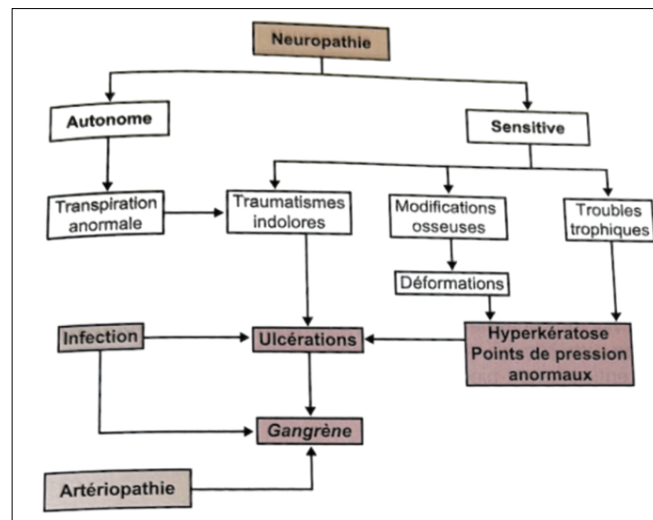 Neuropathie
Autonome
Sensitive
Transpiration
anormale
Traumatismes
indolores
Modifications
osseuses
Troubles
trophiques
Déformations
Infection
Ulcérations
Hyperkératose
Points de pression
anormaux
Gangrène
Artériopathie